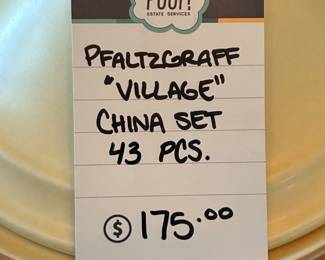 POOF!
ESTATE SERVICES
PFALTZGRAFF
"VILLAGE"
CHINA SET
43 PCS.
$ 175.00